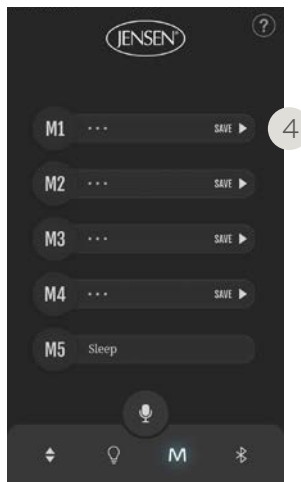 JENSEN®
?
M1 ... SAVE ▶
4
M2 ... SAVE ▶
M3 ... SAVE ▶
M4 ... SAVE ▶
M5 Sleep
M